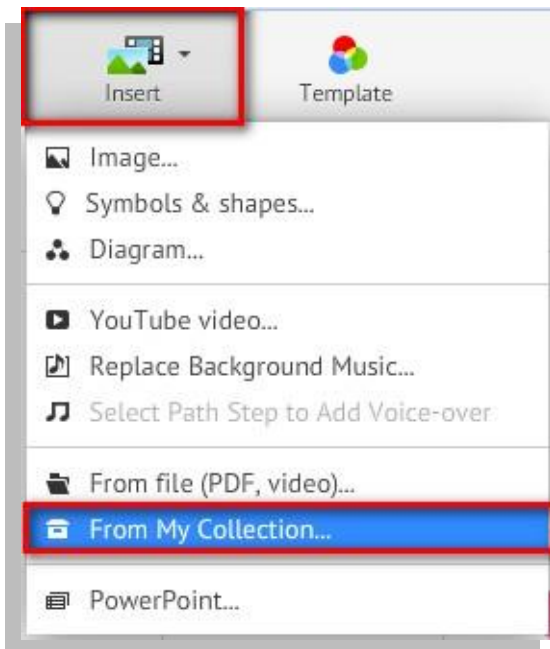 Insert
Template
Image...
Symbols & shapes...
Diagram...
YouTube video...
Replace Background Music...
Select Path Step to Add Voice-over
From file (PDF, video)...
From My Collection...
PowerPoint...